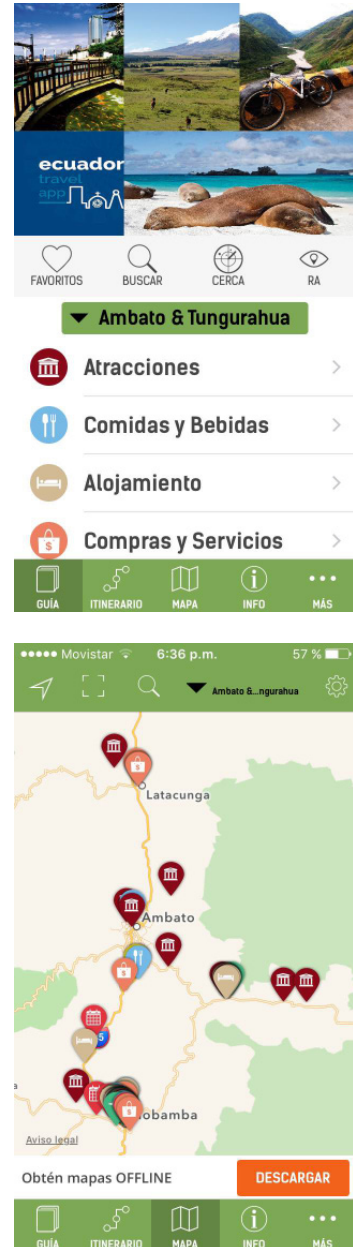 ecuador
travel
app
FAVORITOS BUSCAR CERCA RA
Ambato & Tungurahua
Atracciones
Comidas y Bebidas
Alojamiento
$
Compras y Servicios
GUÍA ITINERARIO MAPA i INFO MÁS
Movistar 6:36 p.m. 57 %
Ambato &...ngurahua
$
Latacunga
Ambato
$
5
$
obamba
Aviso legal
Obtén mapas OFFLINE DESCARGAR
GUÍA ITINERARIO MAPA i INFO MÁS